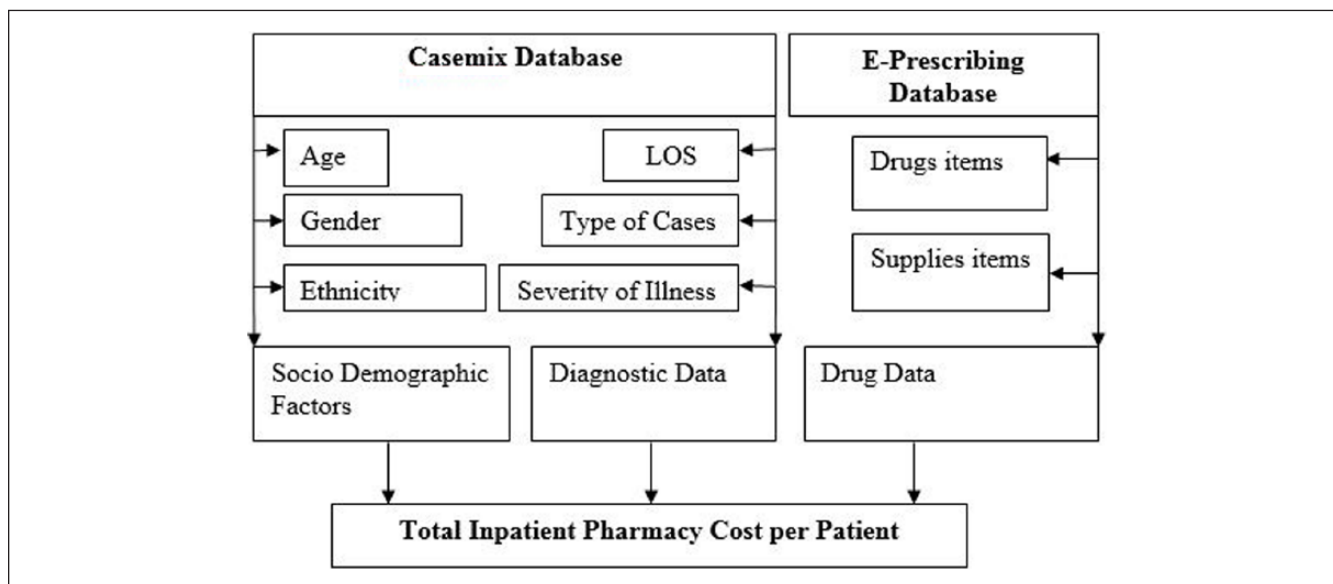 Casemix Database
E-Prescribing
Database
Age
LOS
Drugs items
Gender
Type of Cases
Supplies items
Ethnicity
Severity of Illness
Socio Demographic
Factors
Diagnostic Data
Drug Data
Total Inpatient Pharmacy Cost per Patient